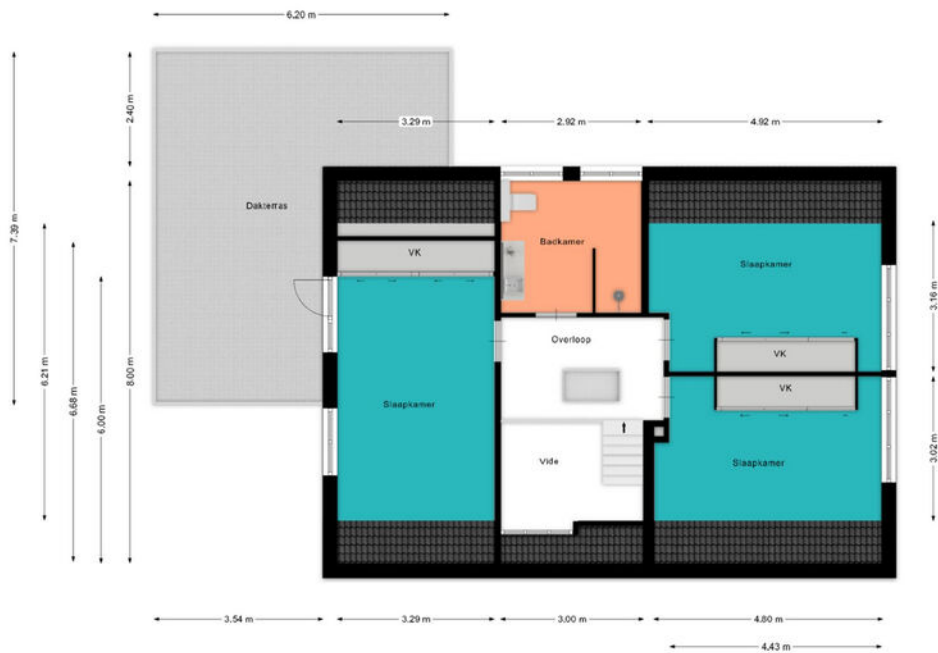 6.20 m
7.39 m
2.40 m
3.29 m
2.92 m
4.92 m
Dakterras
VK
Badkamer
Slaapkamer
3.16 m
6.21 m
6.68 m
6.00 m
8.00 m
Overloop
VK
VK
Slaapkamer
Vide
Slaapkamer
3.02 m
3.54 m
3.29 m
3.00 m
4.80 m
4.43 m